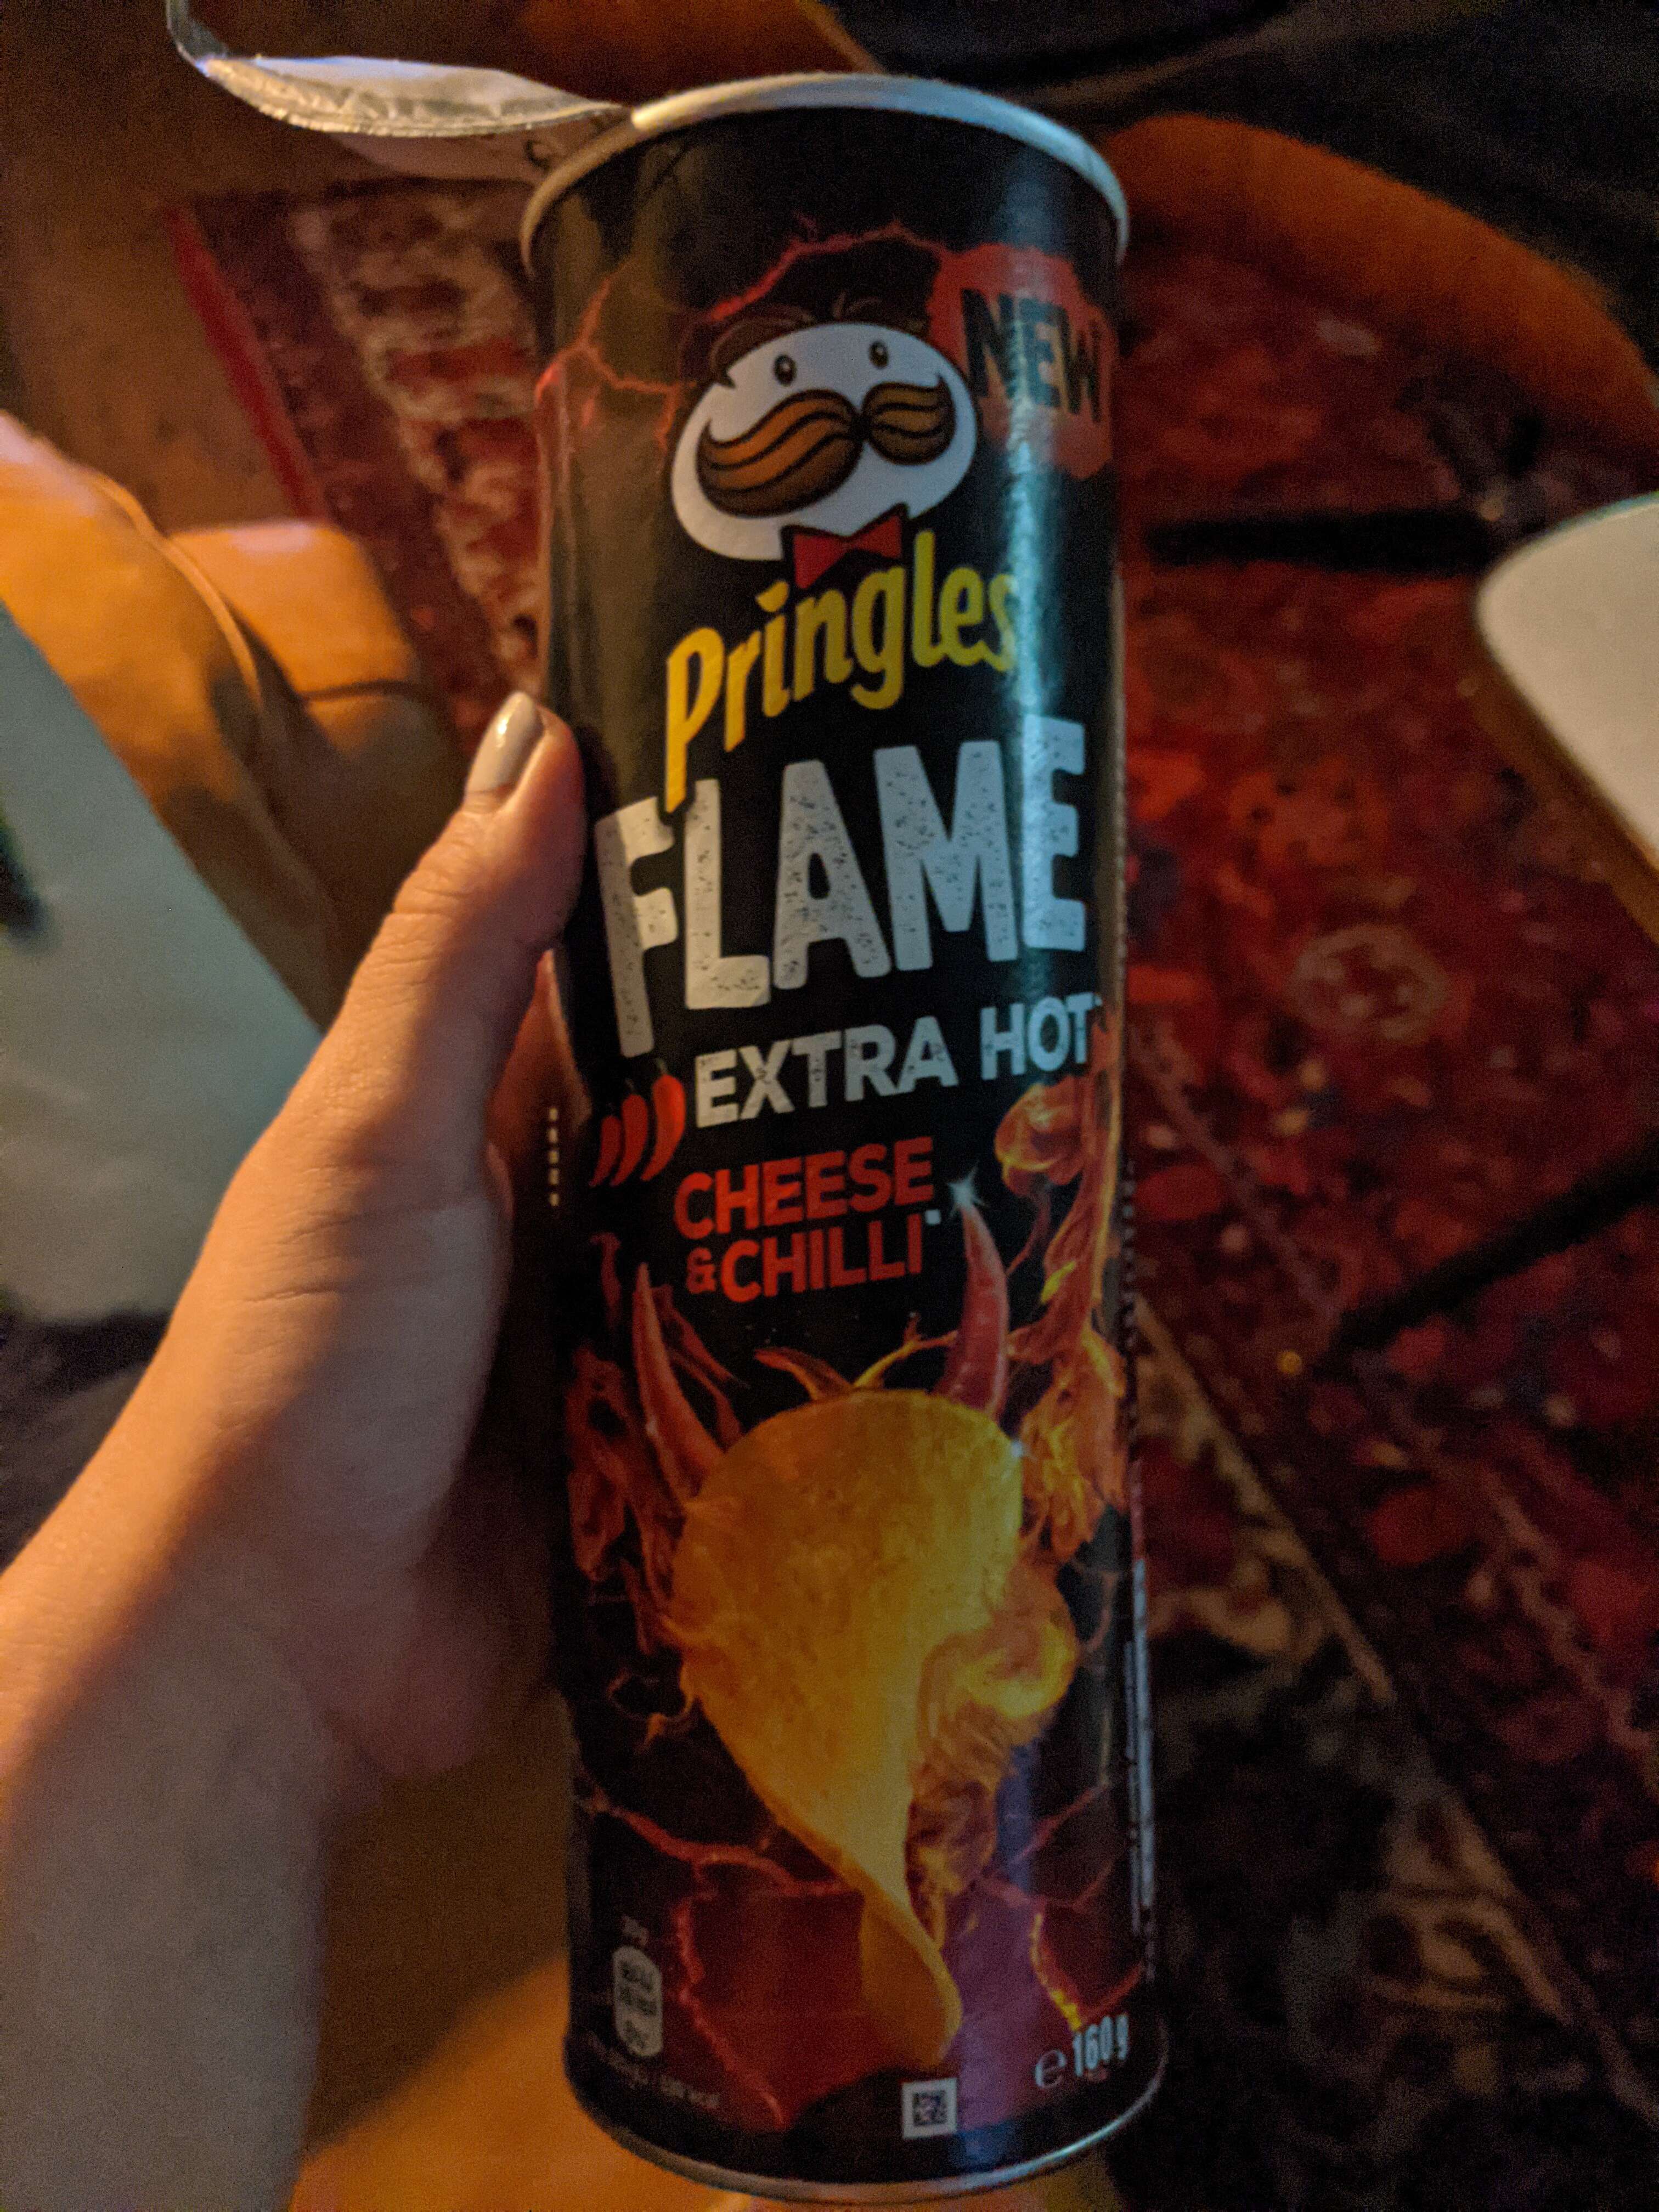 NEW
Pringles
FLAME
EXTRA HOT*
CHEESE
&CHILLI*
℮ 160g